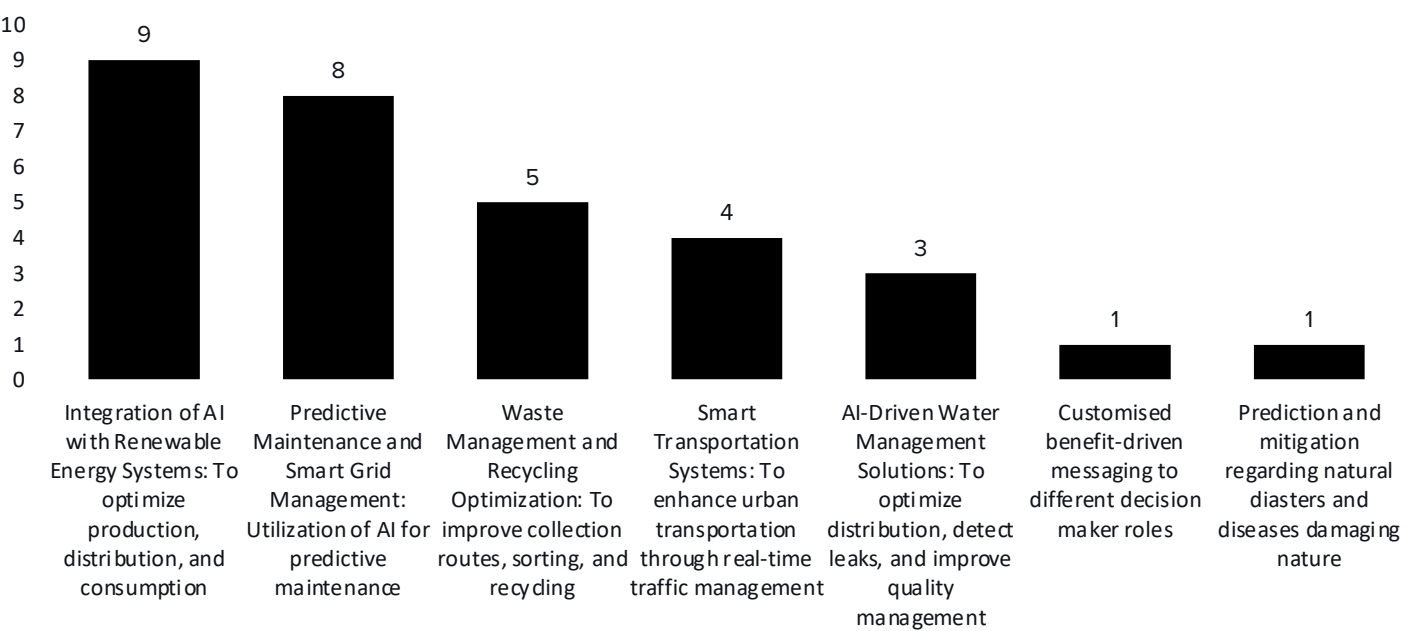 10
9
8
7
6
5
4
3
2
1
0
9
8
5
4
3
1
1
Integration of AI
with Renewable
Energy Systems: To
optimize
production,
distribution, and
consumption
Predictive
Maintenance and
Smart Grid
Management:
Utilization of AI for
predictive
maintenance
Waste
Management and
Recycling
Optimization: To
improve collection
routes, sorting, and
recycling
Smart
Transportation
Systems: To
enhance urban
transportation
through real-time
traffic management
AI-Driven Water
Management
Solutions: To
optimize
distribution, detect
leaks, and improve
quality
management
Customised
benefit-driven
messaging to
different decision
maker roles
Prediction and
mitigation
regarding natural
diasters and
diseases damaging
nature